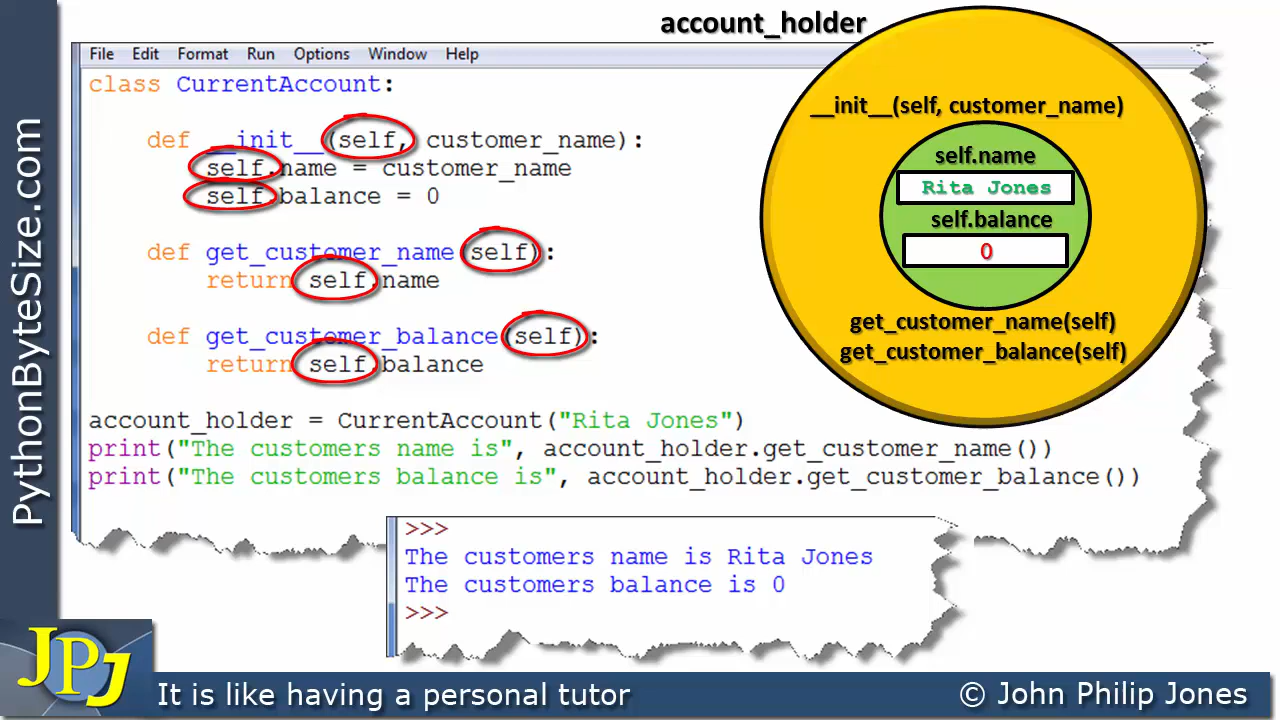 account_holder
File Edit Format Run Options Window Help
class CurrentAccount:
def __init__(self, customer_name):
self.name = customer_name
self.balance = 0
def get_customer_name(self):
return self.name
def get_customer_balance(self):
return self.balance
account_holder = CurrentAccount("Rita Jones")
print("The customers name is", account_holder.get_customer_name())
print("The customers balance is", account_holder.get_customer_balance())
__init__(self, customer_name)
self.name
Rita Jones
self.balance
0
get_customer_name(self)
get_customer_balance(self)
>>>
The customers name is Rita Jones
The customers balance is 0
>>>
PythonByteSize.com
JPJ
It is like having a personal tutor
© John Philip Jones